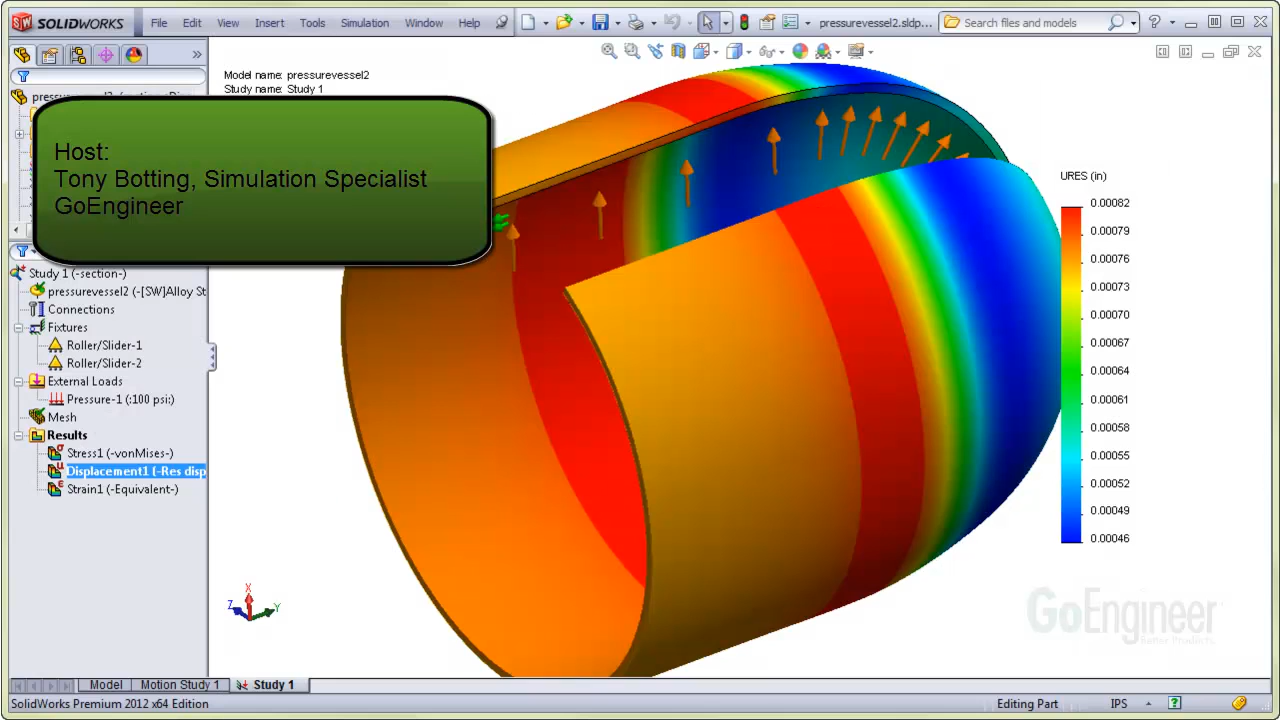 SOLIDWORKS
File Edit View Insert Tools Simulation Window Help
pressurevessel2.sldp...
Search files and models
Model name: pressurevessel2
Study name: Study 1
Host:
Tony Botting, Simulation Specialist
GoEngineer
Study 1 (-section-)
pressurevessel2 (-[SW]Alloy St
Connections
Fixtures
Roller/Slider-1
Roller/Slider-2
External Loads
Pressure-1 (:100 psi:)
Mesh
Results
Stress1 (-vonMises-)
Displacement1 (-Res disp
Strain1 (-Equivalent-)
URES (in)
0.00082
0.00079
0.00076
0.00073
0.00070
0.00067
0.00064
0.00061
0.00058
0.00055
0.00052
0.00049
0.00046
X
Z
Y
GoEngineer
Better Products.
Model Motion Study 1 Study 1
SolidWorks Premium 2012 x64 Edition
Editing Part
IPS